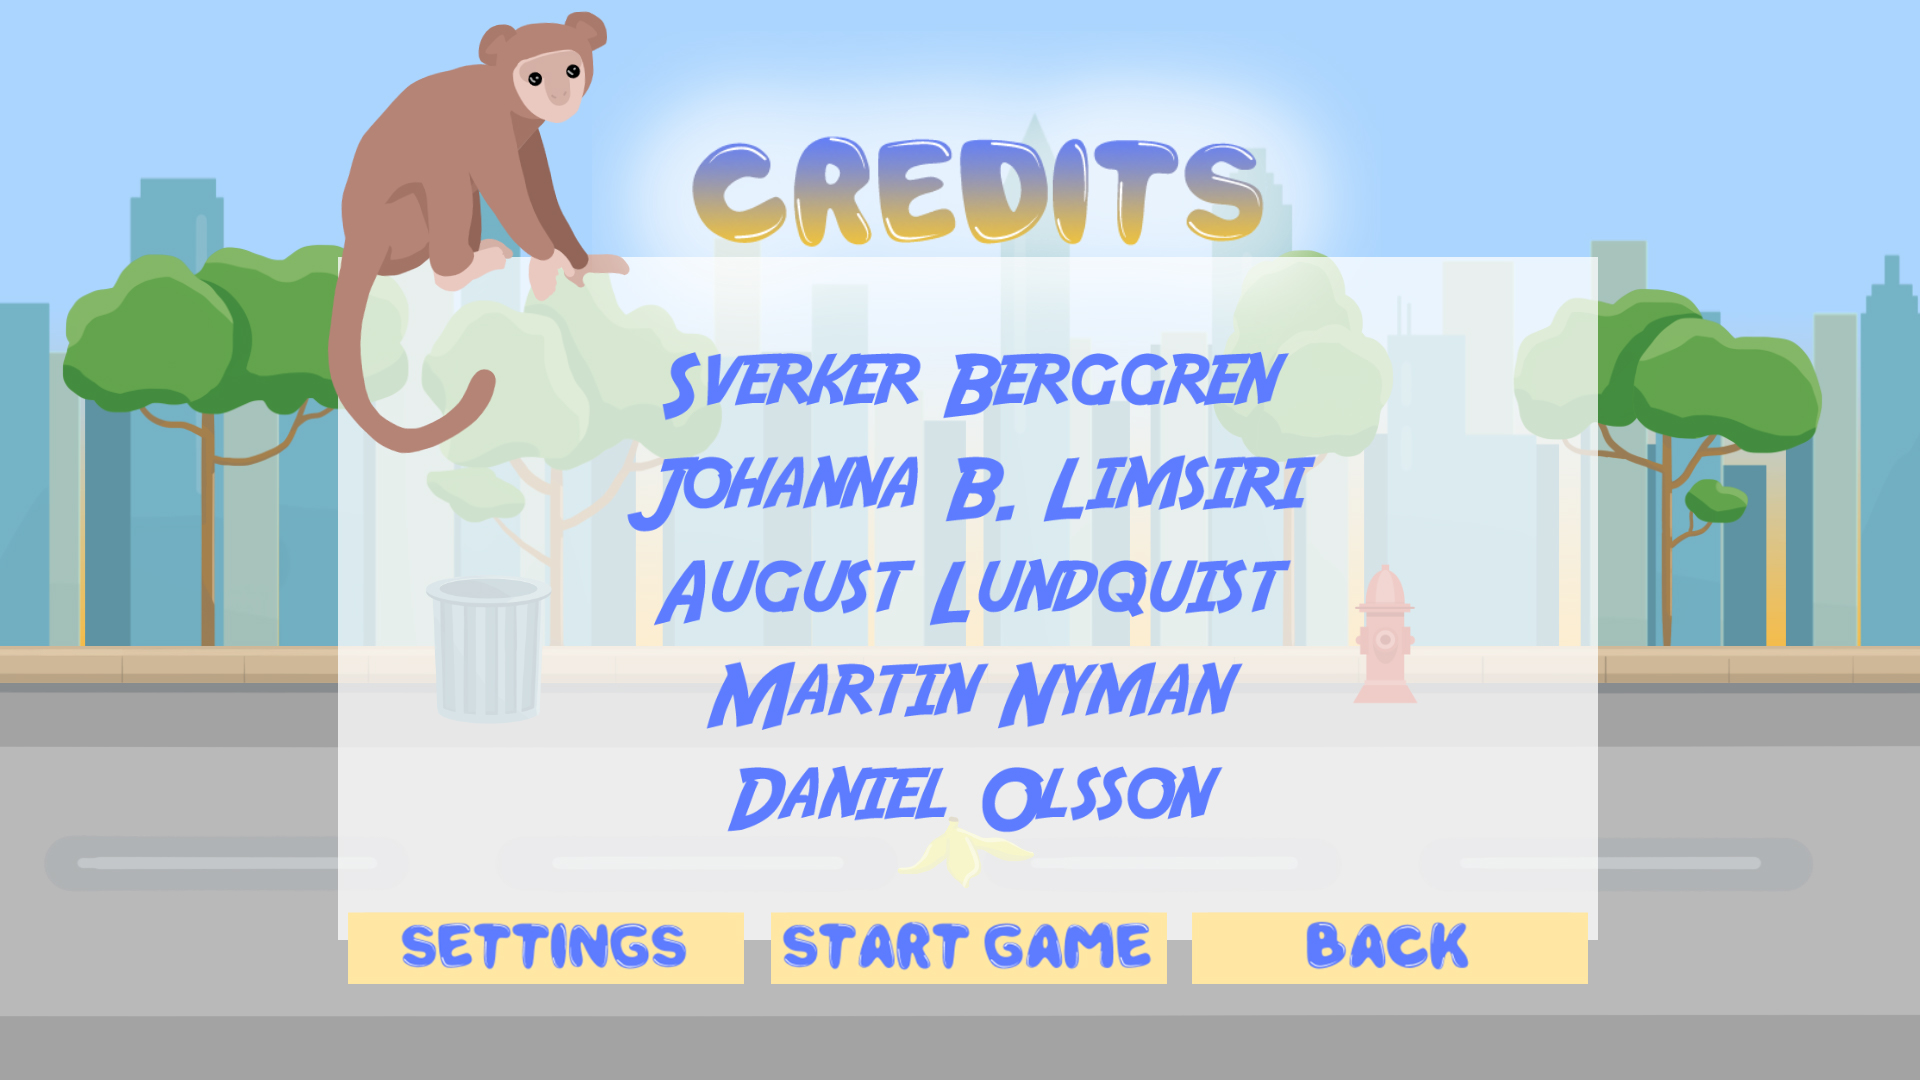 CREDITS
Sverker Berggren
Johanna B. Limsiri
August Lundquist
Martin Nyman
Daniel Olsson
SETTINGS
START GAME
BACK